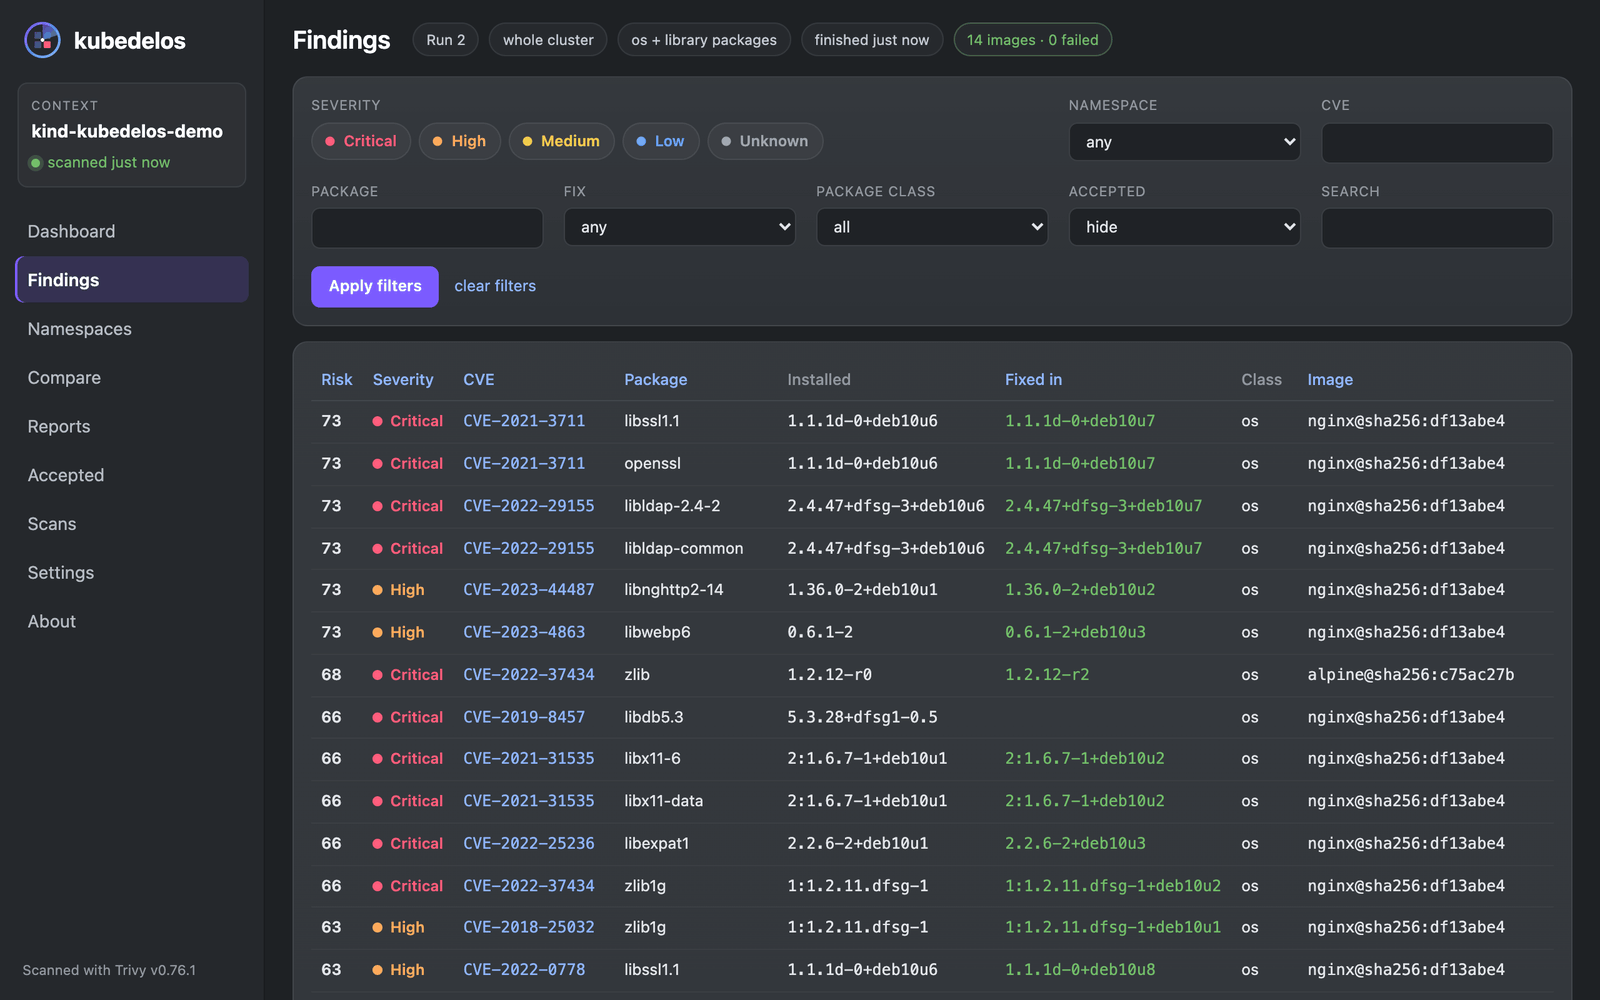 kubedelos
CONTEXT
kind-kubedelos-demo
scanned just now
Dashboard
Findings
Namespaces
Compare
Reports
Accepted
Scans
Settings
About
Scanned with Trivy v0.76.1
Findings Run 2 whole cluster os + library packages finished just now 14 images · 0 failed
SEVERITY NAMESPACE CVE
Critical High Medium Low Unknown any
PACKAGE FIX PACKAGE CLASS ACCEPTED SEARCH
any all hide
Apply filters clear filters
Risk Severity CVE Package Installed Fixed in Class Image
73 Critical CVE-2021-3711 libssl1.1 1.1.1d-0+deb10u6 1.1.1d-0+deb10u7 os nginx@sha256:df13abe4
73 Critical CVE-2021-3711 openssl 1.1.1d-0+deb10u6 1.1.1d-0+deb10u7 os nginx@sha256:df13abe4
73 Critical CVE-2022-29155 libldap-2.4-2 2.4.47+dfsg-3+deb10u6 2.4.47+dfsg-3+deb10u7 os nginx@sha256:df13abe4
73 Critical CVE-2022-29155 libldap-common 2.4.47+dfsg-3+deb10u6 2.4.47+dfsg-3+deb10u7 os nginx@sha256:df13abe4
73 High CVE-2023-44487 libnghttp2-14 1.36.0-2+deb10u1 1.36.0-2+deb10u2 os nginx@sha256:df13abe4
73 High CVE-2023-4863 libwebp6 0.6.1-2 0.6.1-2+deb10u3 os nginx@sha256:df13abe4
68 Critical CVE-2022-37434 zlib 1.2.12-r0 1.2.12-r2 os alpine@sha256:c75ac27b
66 Critical CVE-2019-8457 libdb5.3 5.3.28+dfsg1-0.5 os nginx@sha256:df13abe4
66 Critical CVE-2021-31535 libx11-6 2:1.6.7-1+deb10u1 2:1.6.7-1+deb10u2 os nginx@sha256:df13abe4
66 Critical CVE-2021-31535 libx11-data 2:1.6.7-1+deb10u1 2:1.6.7-1+deb10u2 os nginx@sha256:df13abe4
66 Critical CVE-2022-25236 libexpat1 2.2.6-2+deb10u1 2.2.6-2+deb10u3 os nginx@sha256:df13abe4
66 Critical CVE-2022-37434 zlib1g 1:1.2.11.dfsg-1 1:1.2.11.dfsg-1+deb10u2 os nginx@sha256:df13abe4
63 High CVE-2018-25032 zlib1g 1:1.2.11.dfsg-1 1:1.2.11.dfsg-1+deb10u1 os nginx@sha256:df13abe4
63 High CVE-2022-0778 libssl1.1 1.1.1d-0+deb10u6 1.1.1d-0+deb10u8 os nginx@sha256:df13abe4